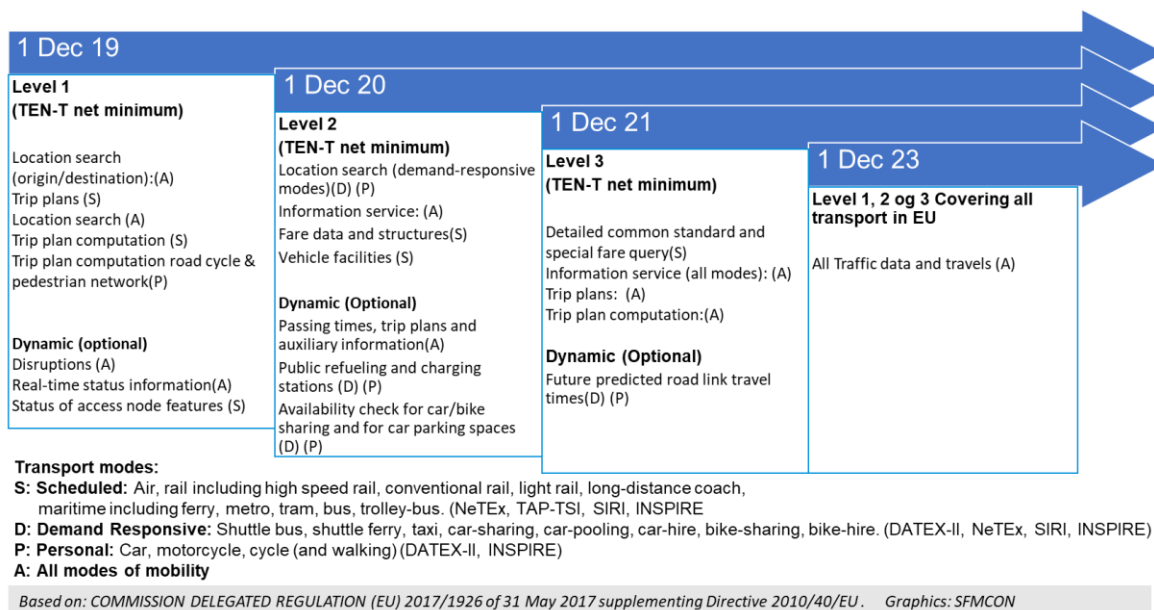 1 Dec 19
Level 1
(TEN-T net minimum)
Location search
(origin/destination):(A)
Trip plans (S)
Location search (A)
Trip plan computation (S)
Trip plan computation road cycle &
pedestrian network(P)
Dynamic (optional)
Disruptions (A)
Real-time status information(A)
Status of access node features (S)
1 Dec 20
Level 2
(TEN-T net minimum)
Location search (demand-responsive
modes)(D) (P)
Information service: (A)
Fare data and structures(S)
Vehicle facilities (S)
Dynamic (Optional)
Passing times, trip plans and
auxiliary information(A)
Public refueling and charging
stations (D) (P)
Availability check for car/bike
sharing and for car parking spaces
(D) (P)
1 Dec 21
Level 3
(TEN-T net minimum)
Detailed common standard and
special fare query(S)
Information service (all modes): (A)
Trip plans: (A)
Trip plan computation:(A)
Dynamic (Optional)
Future predicted road link travel
times(D) (P)
1 Dec 23
Level 1, 2 og 3 Covering all
transport in EU
All Traffic data and travels (A)
Transport modes:
S: Scheduled: Air, rail including high speed rail, conventional rail, light rail, long-distance coach,
maritime including ferry, metro, tram, bus, trolley-bus. (NeTEx, TAP-TSI, SIRI, INSPIRE
D: Demand Responsive: Shuttle bus, shuttle ferry, taxi, car-sharing, car-pooling, car-hire, bike-sharing, bike-hire. (DATEX-II, NeTEx, SIRI, INSPIRE)
P: Personal: Car, motorcycle, cycle (and walking) (DATEX-II, INSPIRE)
A: All modes of mobility
Based on: COMMISSION DELEGATED REGULATION (EU) 2017/1926 of 31 May 2017 supplementing Directive 2010/40/EU . Graphics: SFMCON